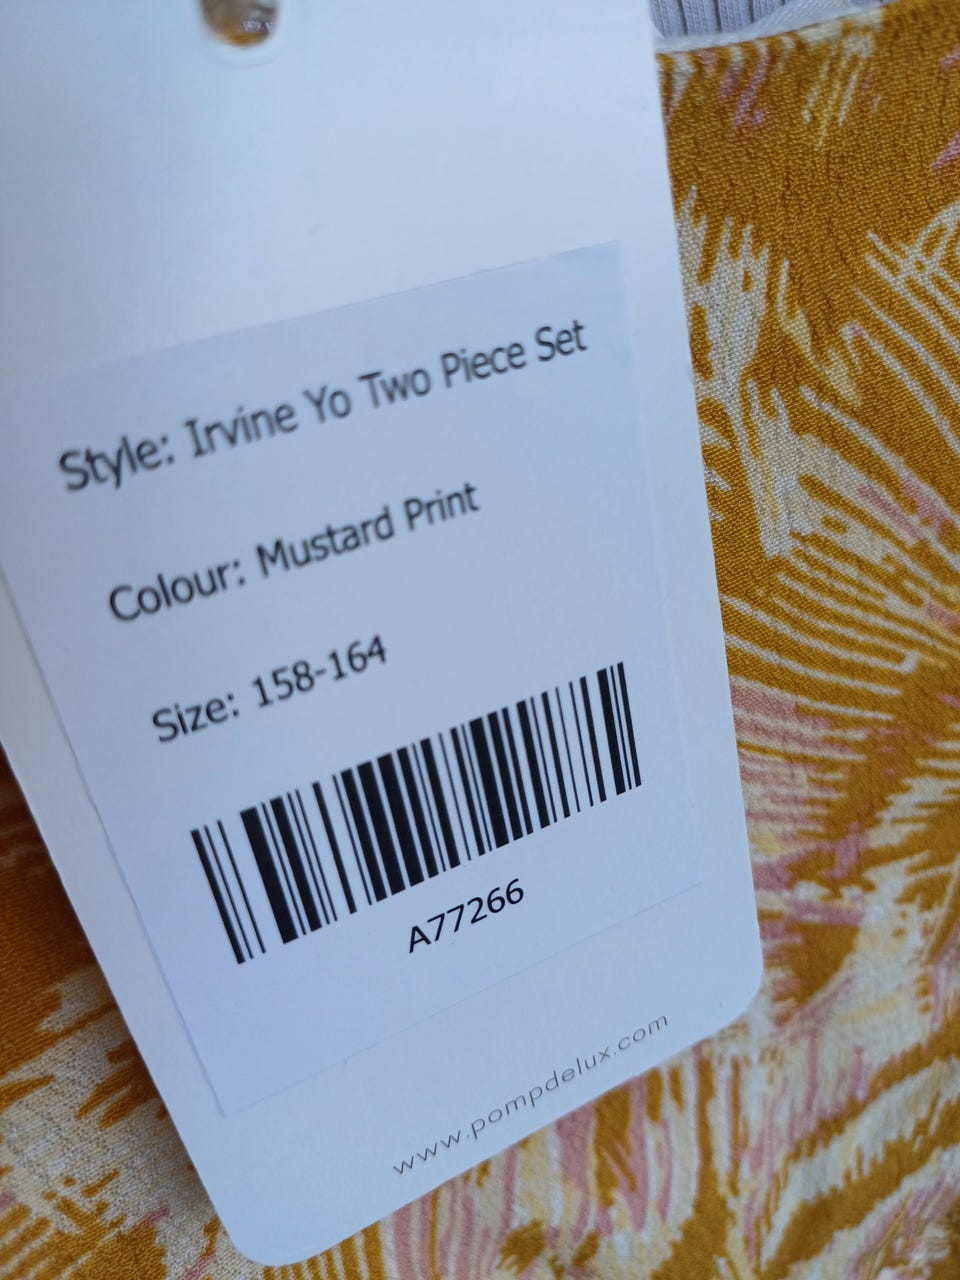 Style: Irvine Yo Two Piece Set
Colour: Mustard Print
Size: 158-164
A77266
www.pompdelux.com